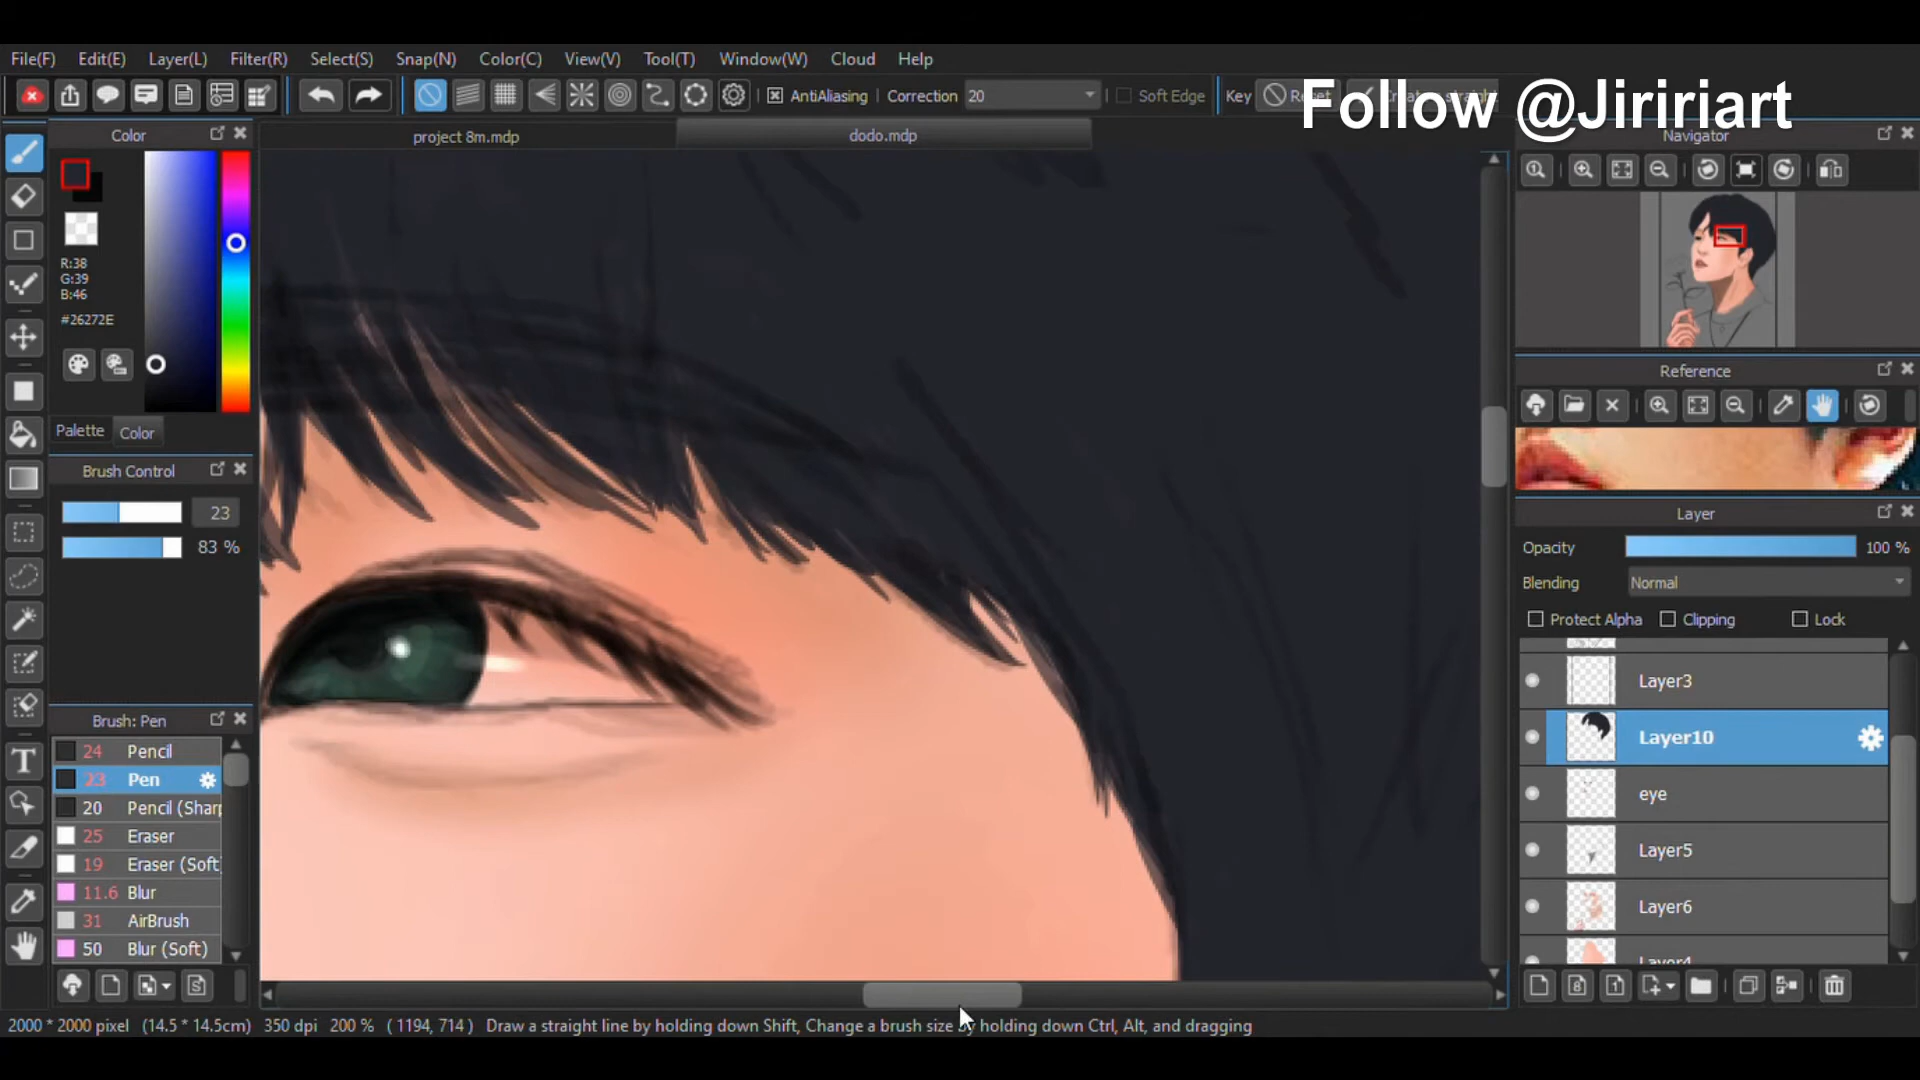 File(F) Edit(E) Layer(L) Filter(R) Select(S) Snap(N) Color(C) View(V) Tool(T) Window(W) Cloud Help
AntiAliasing Correction 20 Soft Edge Key Reset
Follow @Jiririart
Color
project 8m.mdp dodo.mdp
Navigator
R:38
G:39
B:46
#26272E
Palette Color
Brush Control
23
83 %
Brush: Pen
24 Pencil
23 Pen
20 Pencil (Sharp
25 Eraser
19 Eraser (Soft
11.6 Blur
31 AirBrush
50 Blur (Soft)
Reference
Layer
Opacity 100 %
Blending Normal
Protect Alpha Clipping Lock
Layer3
Layer10
eye
Layer5
Layer6
Layer4
2000 * 2000 pixel (14.5 * 14.5cm) 350 dpi 200 % ( 1194, 714 ) Draw a straight line by holding down Shift, Change a brush size by holding down Ctrl, Alt, and dragging